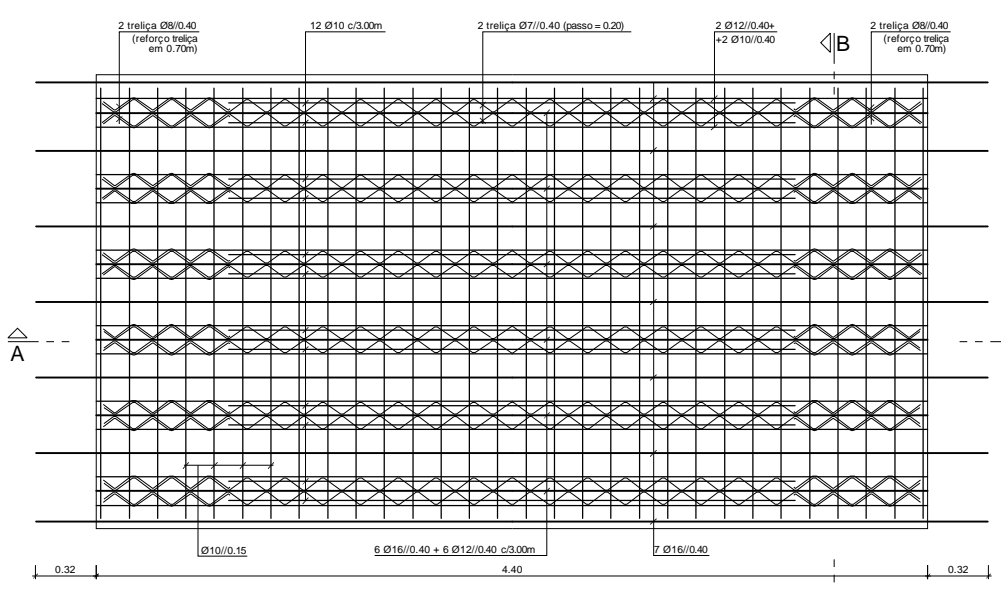 2 treliça Ø8//0.40
(reforço treliça
em 0.70m)
12 Ø10 c/3.00m
2 treliça Ø7//0.40 (passo = 0.20)
2 Ø12//0.40+
+2 Ø10//0.40
B
2 treliça Ø8//0.40
(reforço treliça
em 0.70m)
A
Ø10//0.15
6 Ø16//0.40 + 6 Ø12//0.40 c/3.00m
7 Ø16//0.40
0.32
4.40
0.32